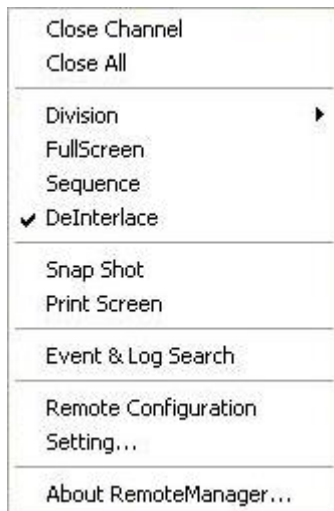 Close Channel
Close All
Division
FullScreen
Sequence
DeInterlace
Snap Shot
Print Screen
Event & Log Search
Remote Configuration
Setting...
About RemoteManager...